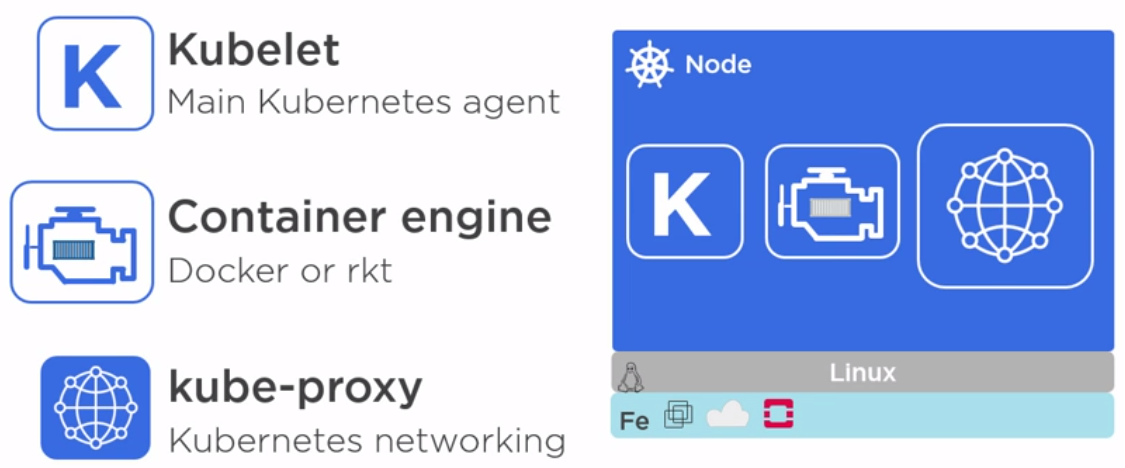 K
Kubelet
Main Kubernetes agent
Container engine
Docker or rkt
kube-proxy
Kubernetes networking
Node
K
Linux
Fe